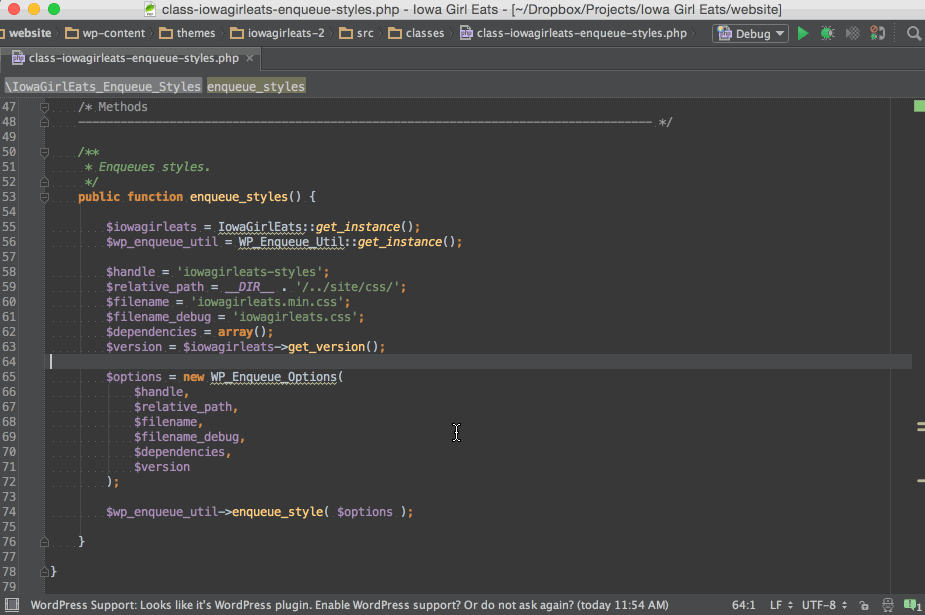 class-iowagirleats-enqueue-styles.php - Iowa Girl Eats - [~/Dropbox/Projects/Iowa Girl Eats/website]
website wp-content themes iowagirleats-2 src classes class-iowagirleats-enqueue-styles.php Debug
class-iowagirleats-enqueue-styles.php ×
\IowaGirlEats_Enqueue_Styles enqueue_styles
47 /* Methods
48 ---------------------------------------------------------------------------------- */
49
50 /**
51 * Enqueues styles.
52 */
53 public function enqueue_styles() {
54
55 $iowagirleats = IowaGirlEats::get_instance();
56 $wp_enqueue_util = WP_Enqueue_Util::get_instance();
57
58 $handle = 'iowagirleats-styles';
59 $relative_path = __DIR__ . '/../site/css/';
60 $filename = 'iowagirleats.min.css';
61 $filename_debug = 'iowagirleats.css';
62 $dependencies = array();
63 $version = $iowagirleats->get_version();
64
65 $options = new WP_Enqueue_Options(
66 $handle,
67 $relative_path,
68 $filename,
69 $filename_debug,
70 $dependencies,
71 $version
72 );
73
74 $wp_enqueue_util->enqueue_style( $options );
75
76 }
77
78 }
79
WordPress Support: Looks like it's WordPress plugin. Enable WordPress support? Or do not ask again? (today 11:54 AM) 64:1 LF UTF-8 1